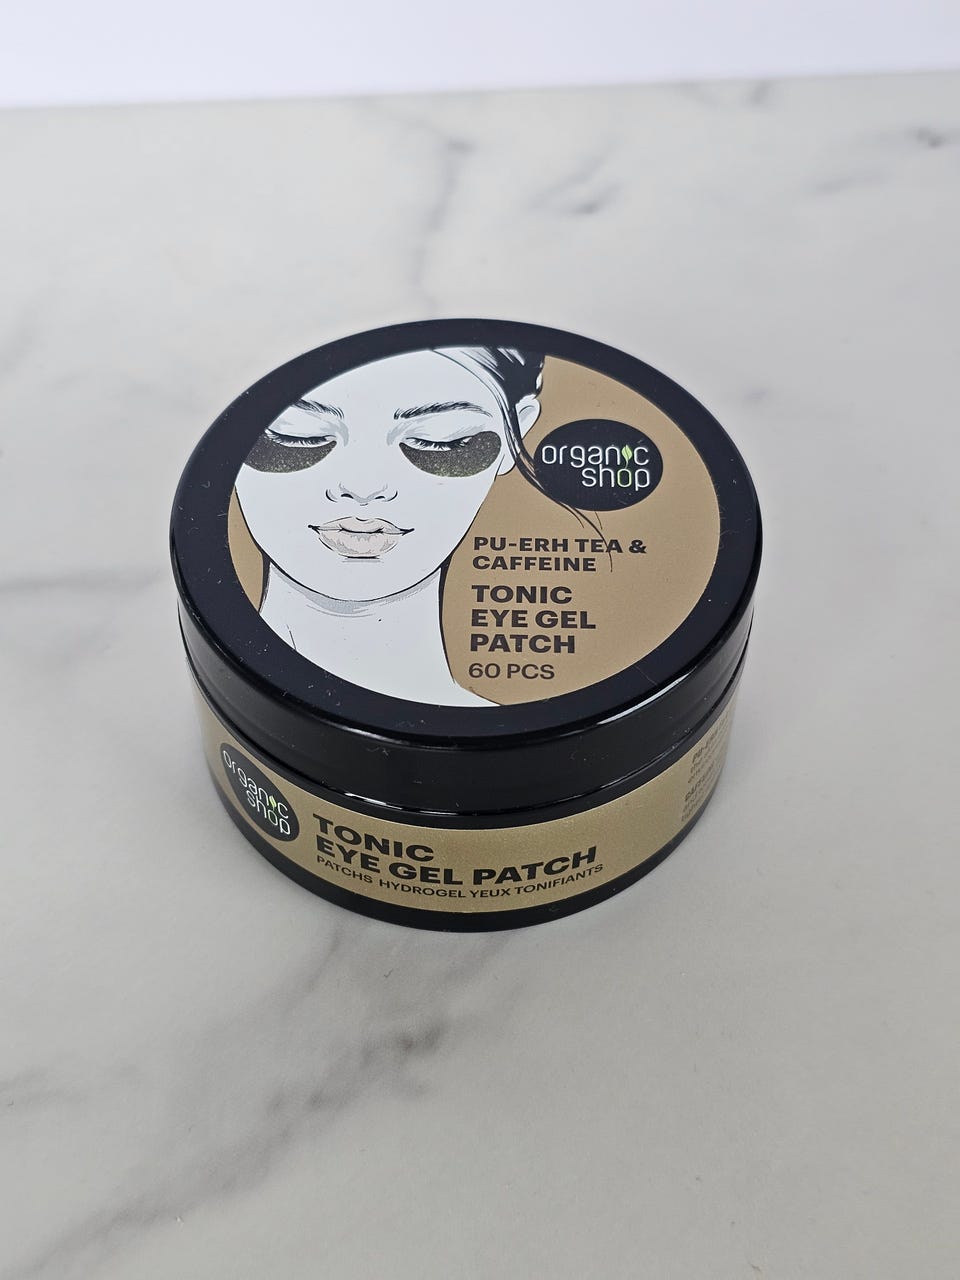 organic
shop
PU-ERH TEA &
CAFFEINE
TONIC
EYE GEL
PATCH
60 PCS
organic
shop
TONIC
EYE GEL PATCH
PATCHS HYDROGEL YEUX TONIFIANTS